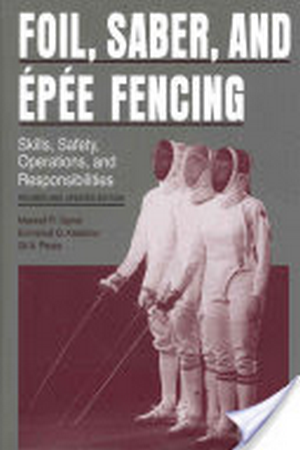 FOIL, SABER, AND
ÉPÉE FENCING
Skills, Safety,
Operations, and
Responsibilities
REVISED AND UPDATED EDITION